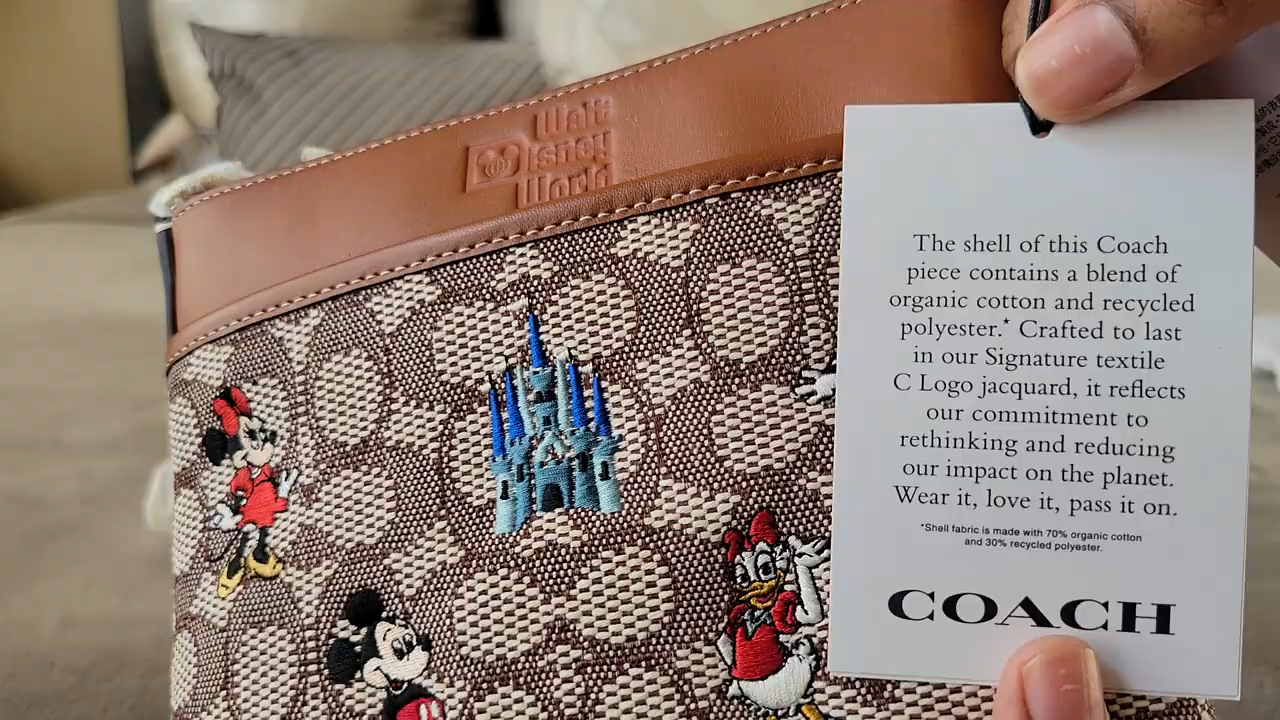 Walt
Disney
World
The shell of this Coach
piece contains a blend of
organic cotton and recycled
polyester.* Crafted to last
in our Signature textile
C Logo jacquard, it reflects
our commitment to
rethinking and reducing
our impact on the planet.
Wear it, love it, pass it on.
*Shell fabric is made with 70% organic cotton
and 30% recycled polyester.
COACH